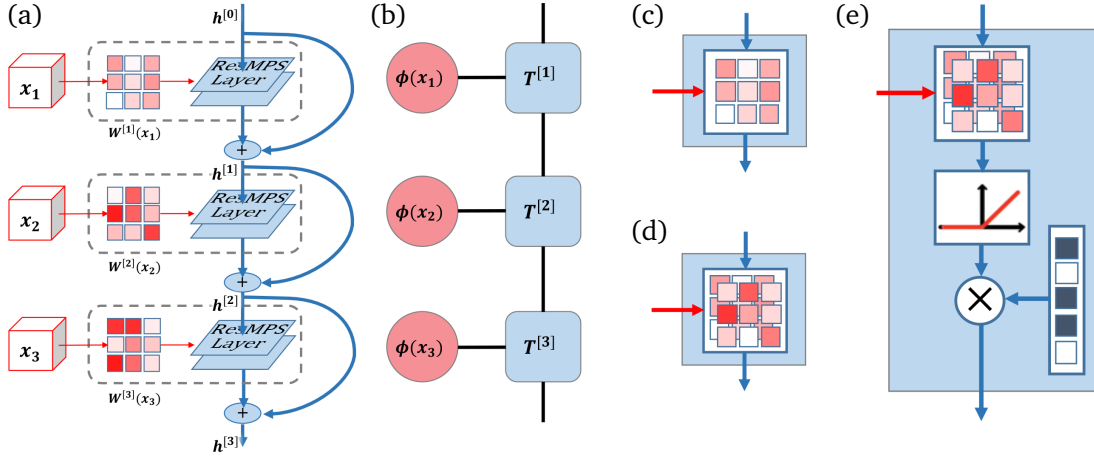 (a)
h[0]
x1
ResMPS
Layer
W[1](x1)
+
h[1]
x2
ResMPS
Layer
W[2](x2)
+
h[2]
x3
ResMPS
Layer
W[3](x3)
+
h[3]
(b)
ϕ(x1)
T[1]
ϕ(x2)
T[2]
ϕ(x3)
T[3]
(c)
(d)
(e)
×